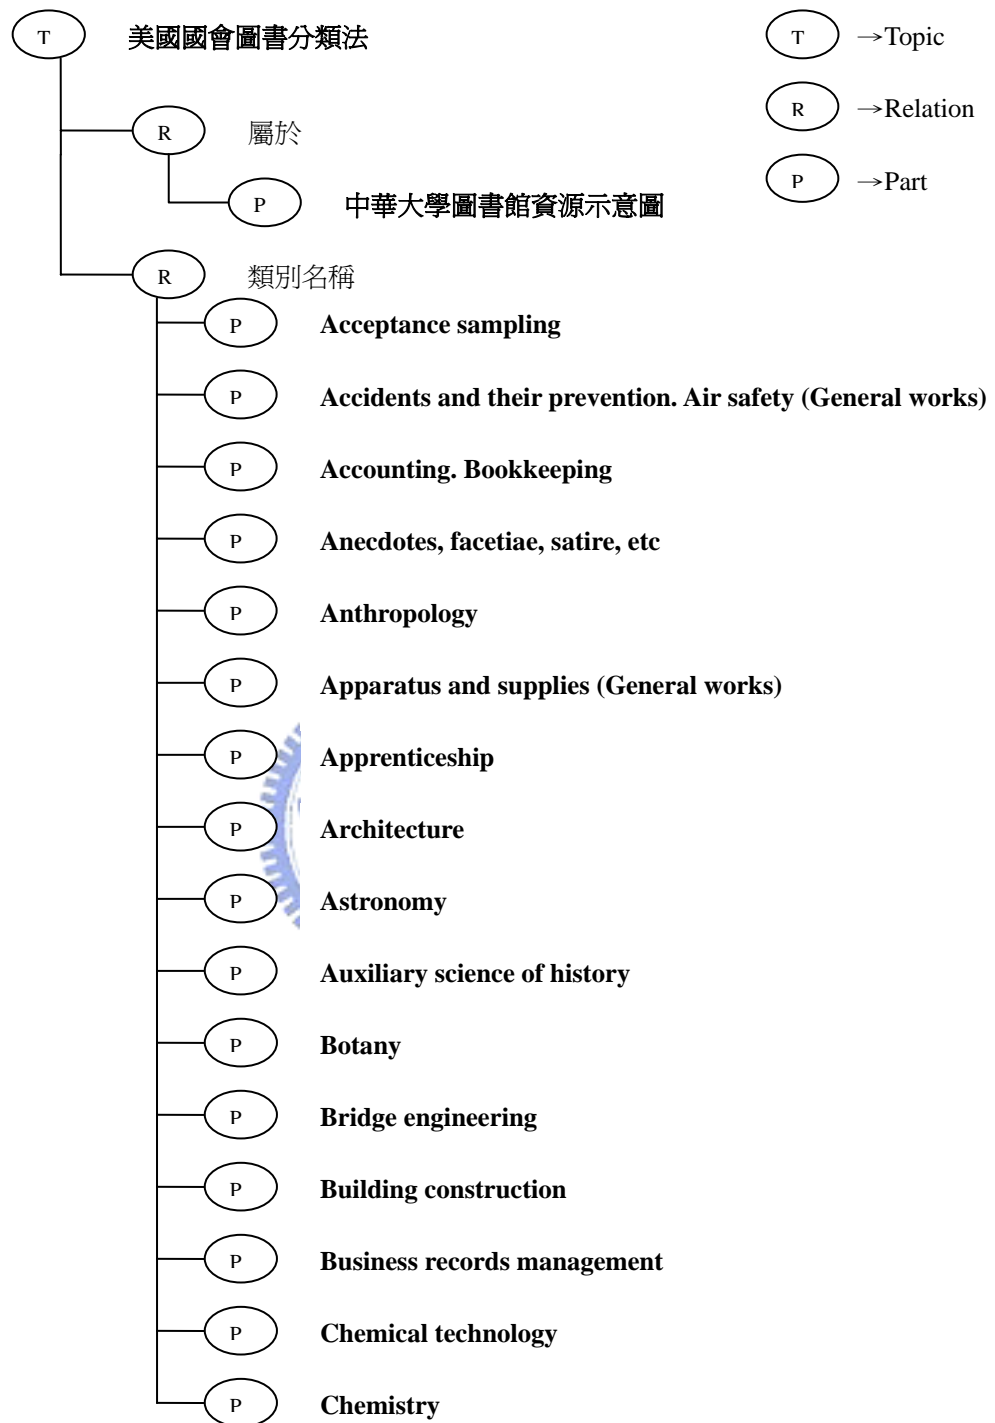 T 美國國會圖書分類法
T →Topic
R →Relation
P →Part
R 屬於
P 中華大學圖書館資源示意圖
R 類別名稱
P Acceptance sampling
P Accidents and their prevention. Air safety (General works)
P Accounting. Bookkeeping
P Anecdotes, facetiae, satire, etc
P Anthropology
P Apparatus and supplies (General works)
P Apprenticeship
P Architecture
P Astronomy
P Auxiliary science of history
P Botany
P Bridge engineering
P Building construction
P Business records management
P Chemical technology
P Chemistry